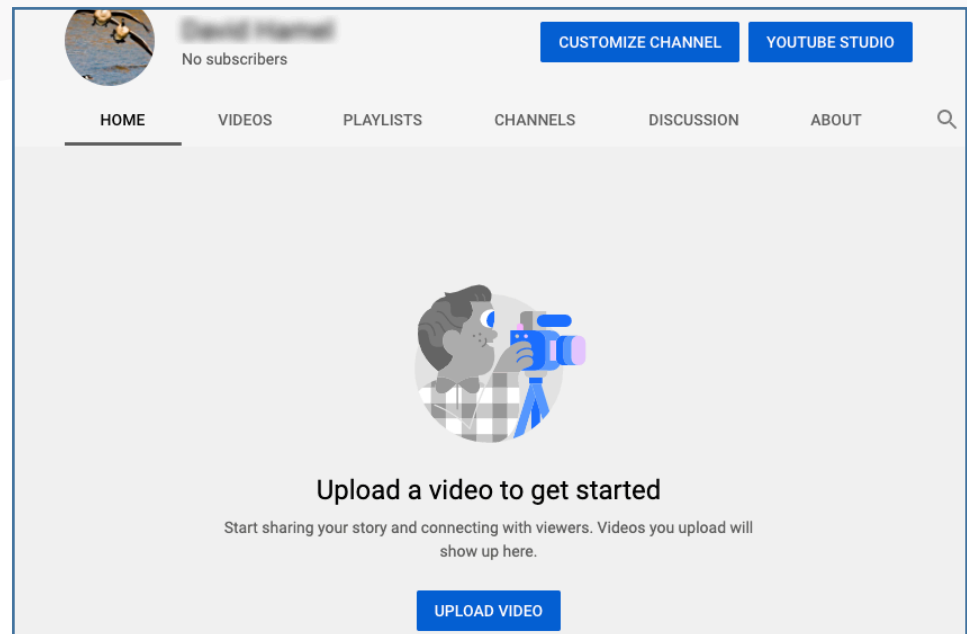 No subscribers
CUSTOMIZE CHANNEL
YOUTUBE STUDIO
HOME
VIDEOS
PLAYLISTS
CHANNELS
DISCUSSION
ABOUT
Upload a video to get started
Start sharing your story and connecting with viewers. Videos you upload will
show up here.
UPLOAD VIDEO